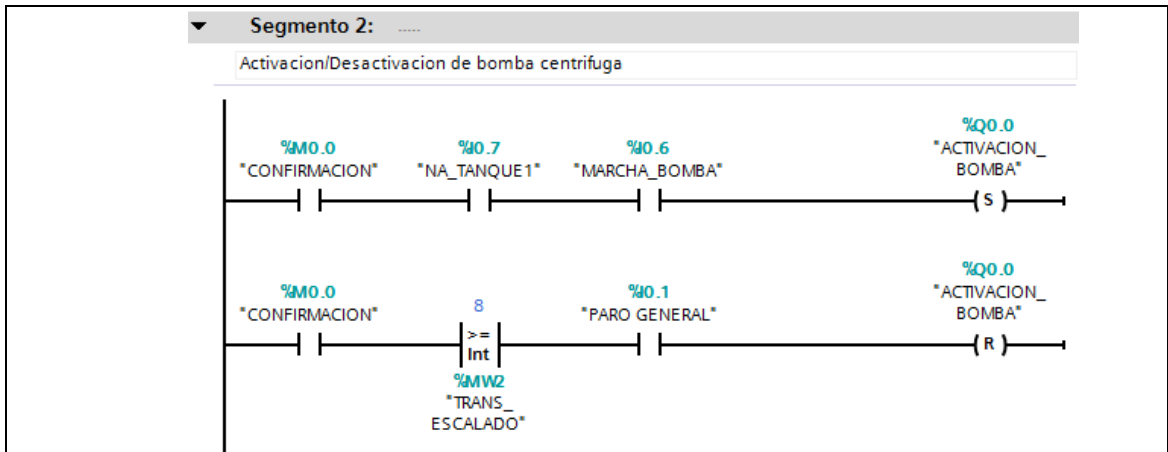 Segmento 2: .....
Activacion/Desactivacion de bomba centrifuga
%M0.0
"CONFIRMACION"
%I0.7
"NA_TANQUE1"
%I0.6
"MARCHA_BOMBA"
%Q0.0
"ACTIVACION_
BOMBA"
S
%M0.0
"CONFIRMACION"
8
>=
Int
%MW2
"TRANS_
ESCALADO"
%I0.1
"PARO GENERAL"
%Q0.0
"ACTIVACION_
BOMBA"
R